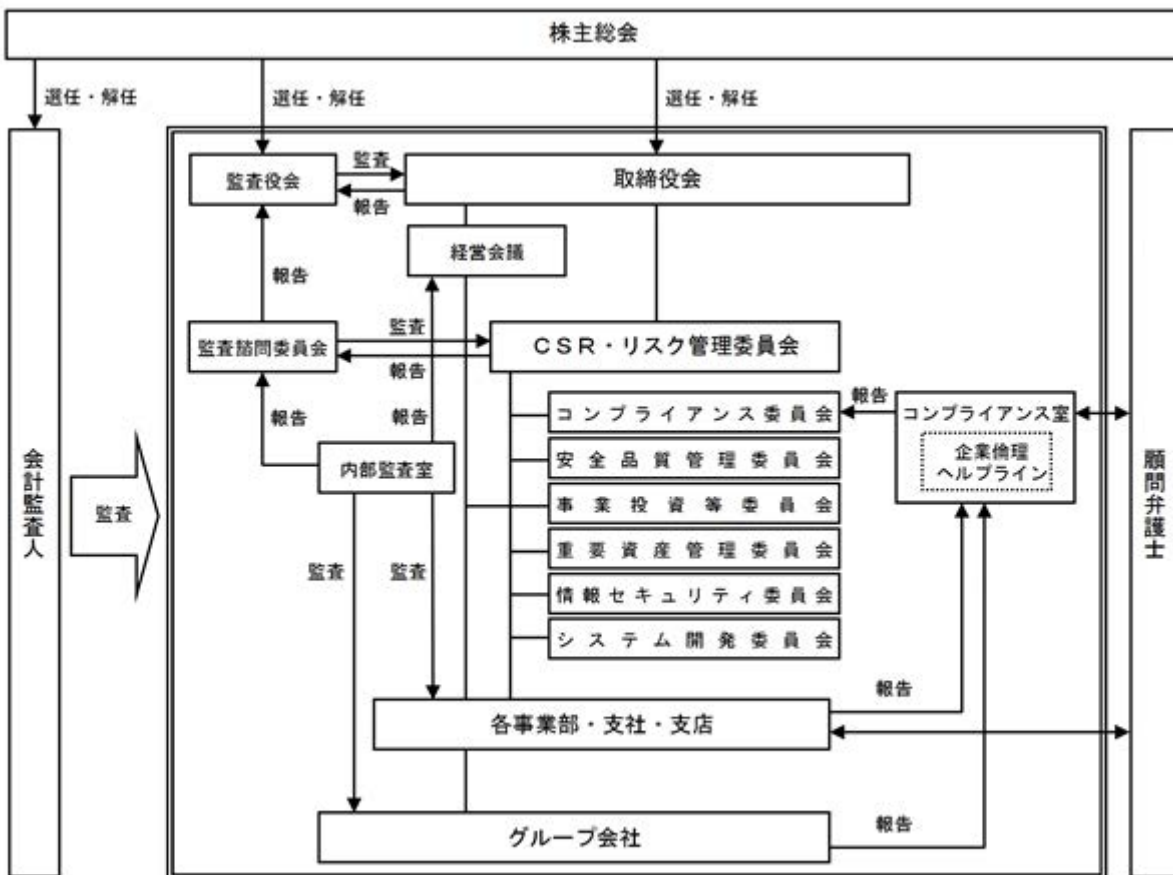 株主総会
選任・解任
選任・解任
選任・解任
監査役会
監査
報告
取締役会
経営会議
報告
監査諮問委員会
監査
報告
CSR・リスク管理委員会
報告
報告
内部監査室
コンプライアンス委員会
安全品質管理委員会
事業投資等委員会
重要資産管理委員会
情報セキュリティ委員会
システム開発委員会
報告
コンプライアンス室
企業倫理
ヘルプライン
会計監査人
監査
顧問弁護士
監査
監査
各事業部・支社・支店
報告
グループ会社
報告